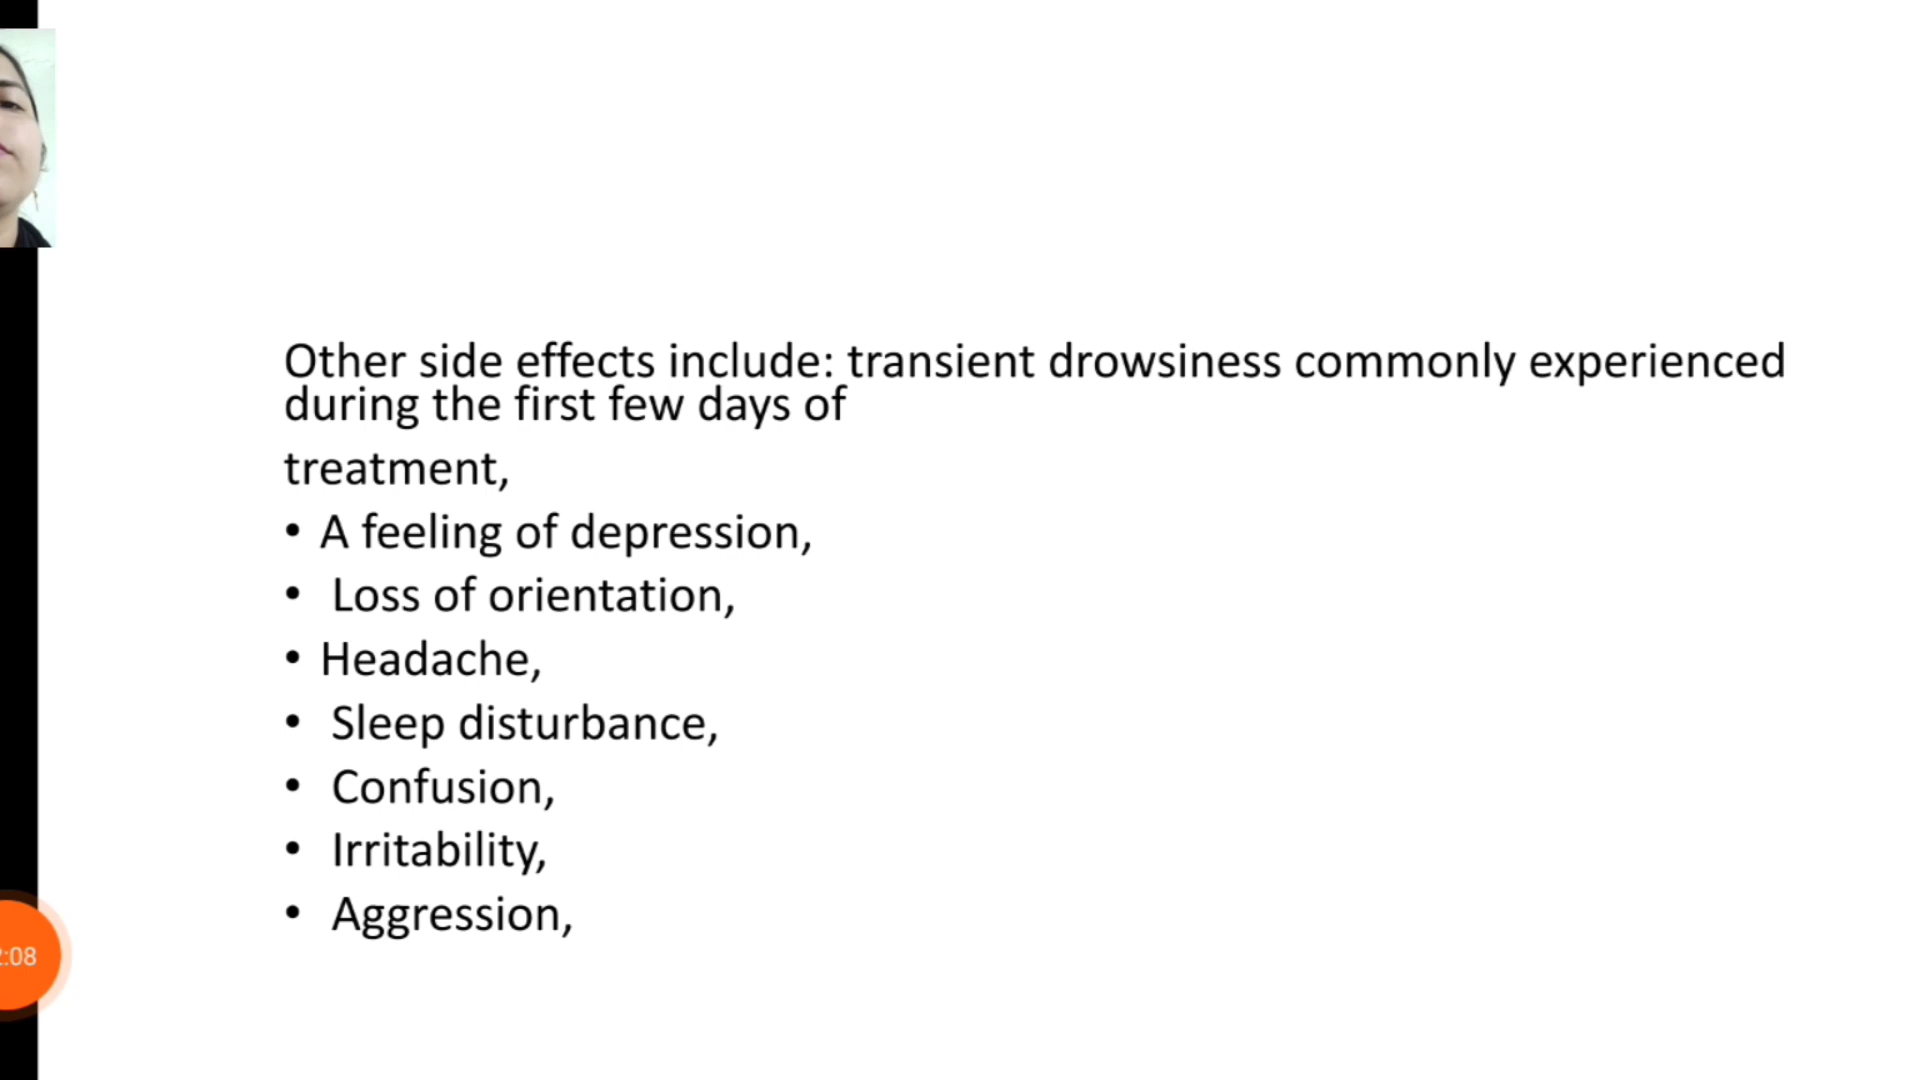 Other side effects include: transient drowsiness commonly experienced
during the first few days of
treatment,
• A feeling of depression,
• Loss of orientation,
• Headache,
• Sleep disturbance,
• Confusion,
• Irritability,
• Aggression,
:08